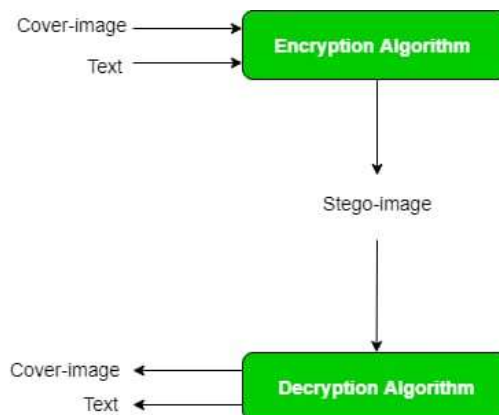 Cover-image
Encryption Algorithm
Text
Stego-image
Cover-image
Decryption Algorithm
Text